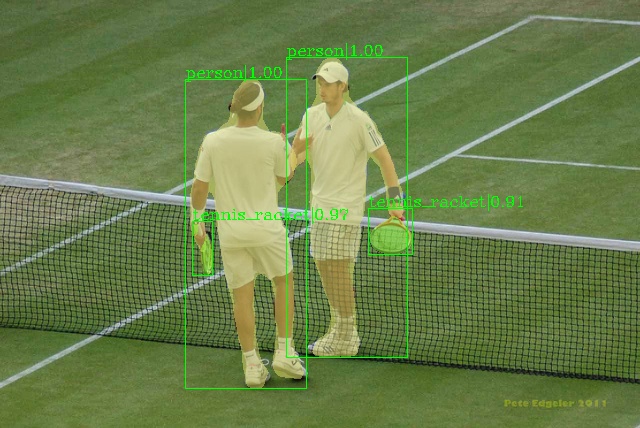 person|1.00
person|1.00
tennis_racket|0.91
tennis_racket|0.97
Pete Edgeler 2011